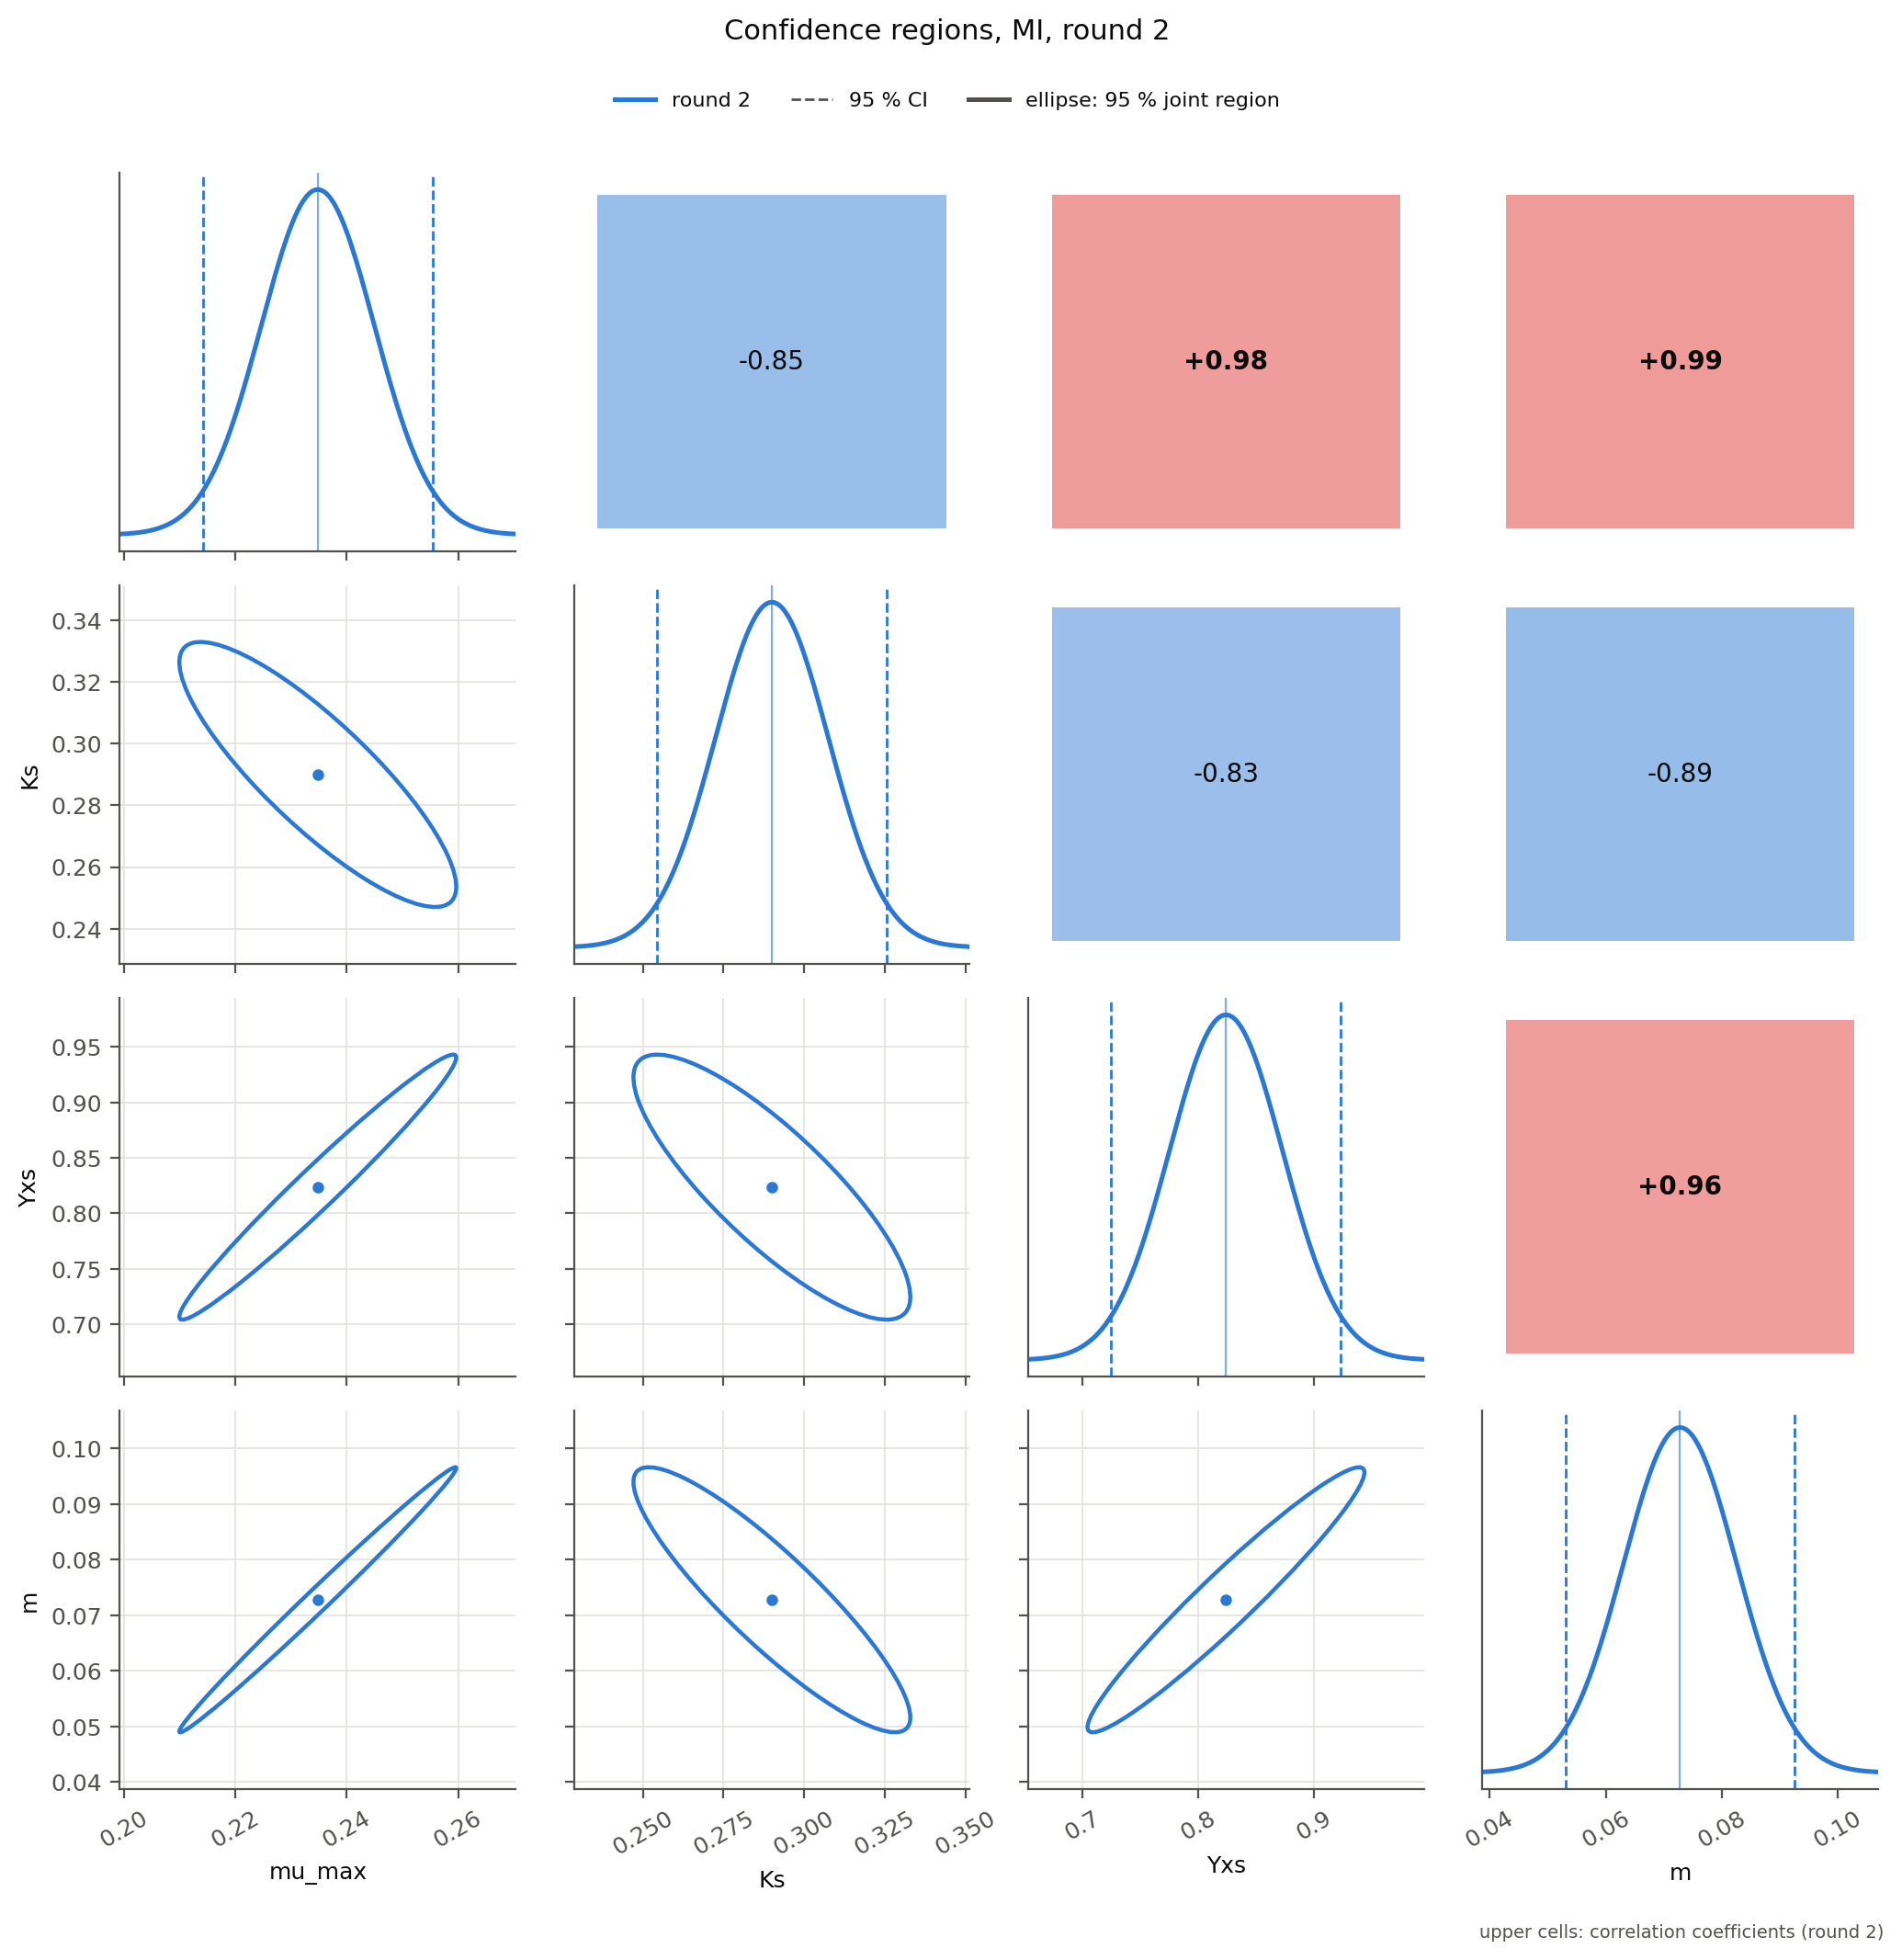 Confidence regions, MI, round 2
round 2   95 % CI   ellipse: 95 % joint region
-0.85   +0.98   +0.99
0.34
0.32
0.30
0.28
0.26
0.24
Ks
-0.83   -0.89
0.95
0.90
0.85
0.80
0.75
0.70
Yxs
+0.96
0.10
0.09
0.08
0.07
0.06
0.05
0.04
m
0.20   0.22   0.24   0.26   0.250   0.275   0.300   0.325   0.350   0.7   0.8   0.9   0.04   0.06   0.08   0.10
mu_max   Ks   Yxs   m
upper cells: correlation coefficients (round 2)